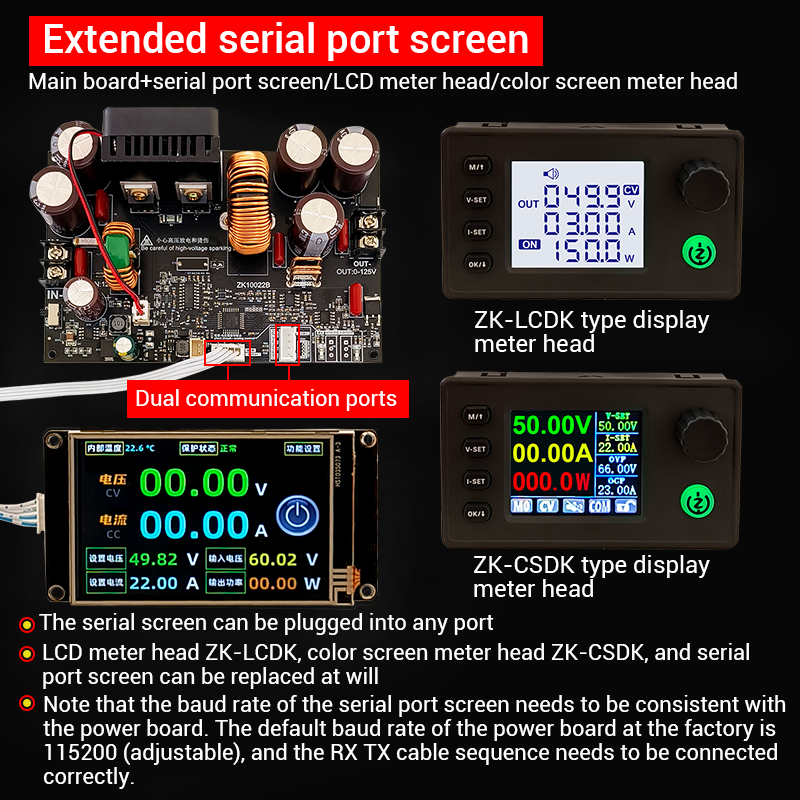 Extended serial port screen
Main board+serial port screen/LCD meter head/color screen meter head
小心高压放电和烫伤
Be careful of high-voltage sparking
OUT-
OUT:0-125V
ZK10022B
IN-
Dual communication ports
M/↑
V-SET
I-SET
OK/↓
OUT 049.9 CV V
03.00 A
ON 150.0 W
ZK-LCDK type display
meter head
M/↑
V-SET
I-SET
OK/↓
50.00V
00.00A
000.0W
V-SET
50.00V
I-SET
22.00A
OVP
66.00V
OCP
23.00A
M0 CV COM
ZK-CSDK type display
meter head
内部温度 22.6 °C 保护状态 正常 功能设置
电压 CV 00.00 V
电流 CC 00.00 A
设置电压 49.82 V 输入电压 60.02 V
设置电流 22.00 A 输出功率 00.00 W
The serial screen can be plugged into any port
LCD meter head ZK-LCDK, color screen meter head ZK-CSDK, and serial
port screen can be replaced at will
Note that the baud rate of the serial port screen needs to be consistent with
the power board. The default baud rate of the power board at the factory is
115200 (adjustable), and the RX TX cable sequence needs to be connected
correctly.